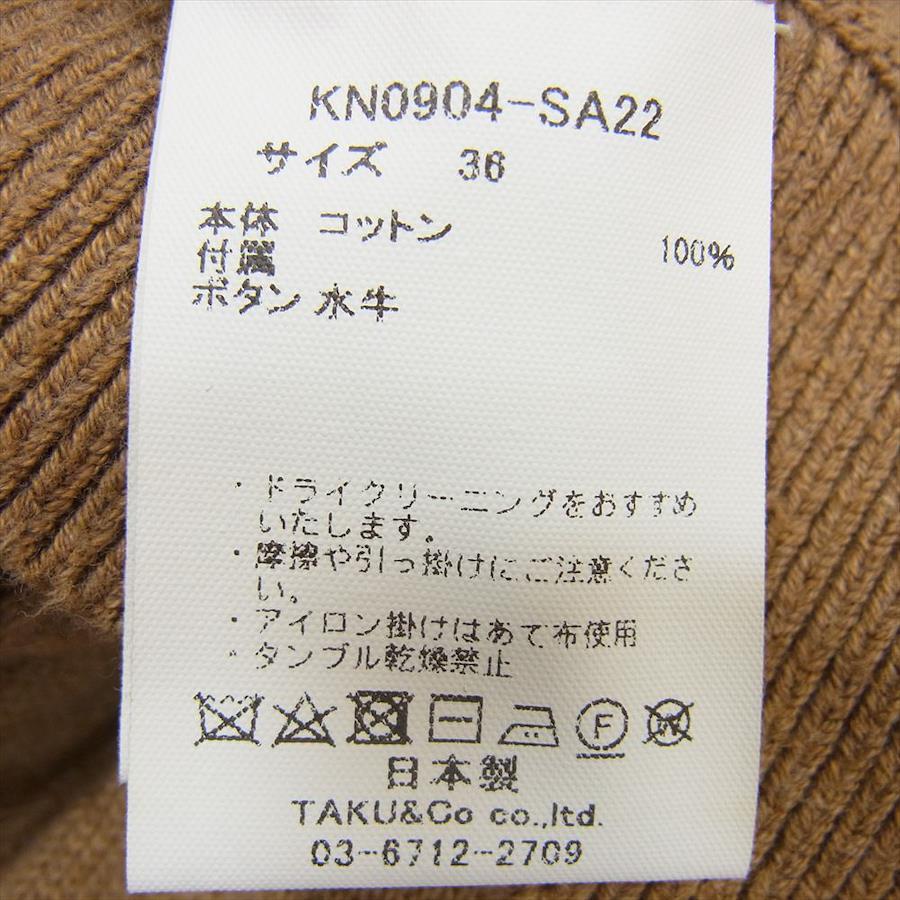 KN0904-SA22
サイズ 36
本体 コットン 100%
付属
ボタン 水牛
・ドライクリーニングをおすすめ
いたします。
・摩擦や引っ掛けにご注意くださ
い。
・アイロン掛けはあて布使用
・タンブル乾燥禁止
F W
日本製
TAKU&Co co.,ltd.
03-6712-2709